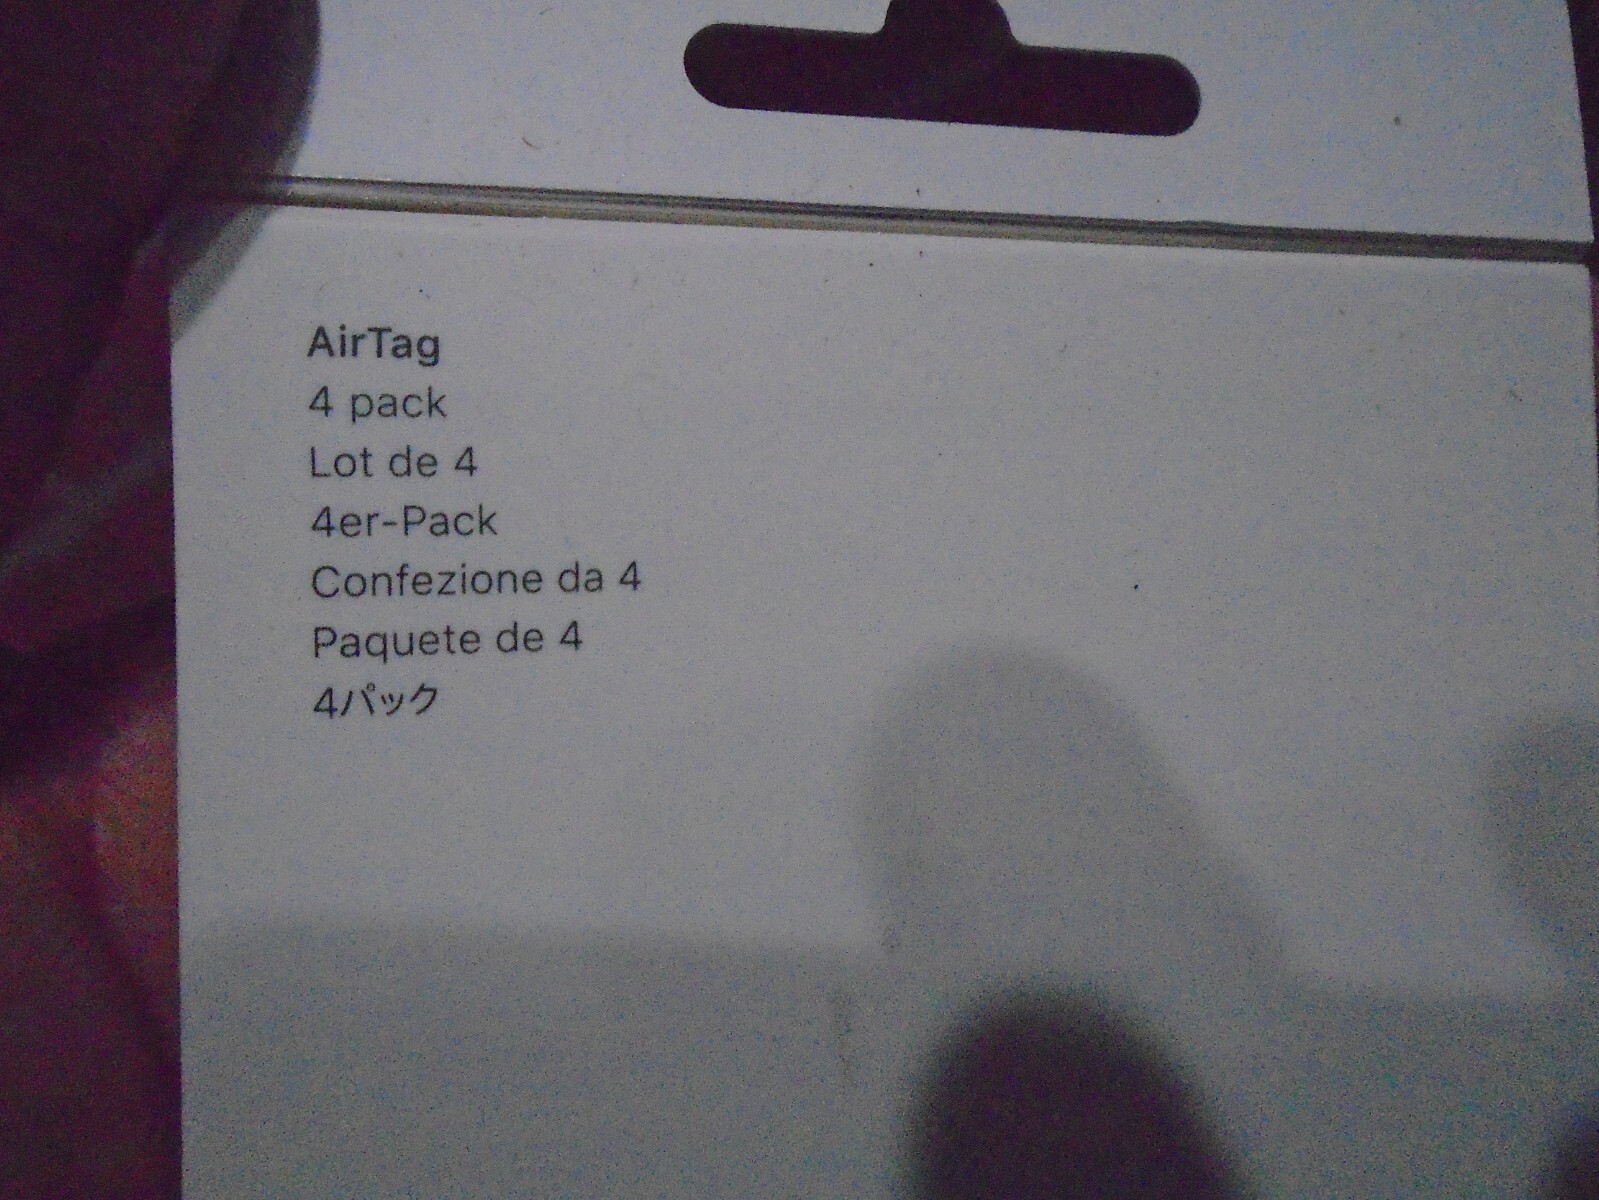 AirTag
4 pack
Lot de 4
4er-Pack
Confezione da 4
Paquete de 4
4パック